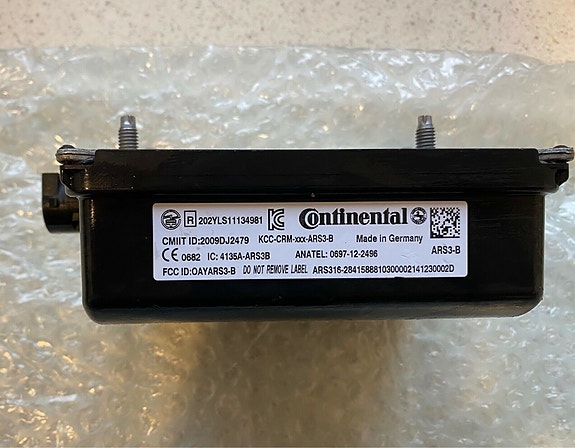 R 202YLS11134981 Continental
CMIIT ID:2009DJ2479 KCC-CRM-xxx-ARS3-B Made in Germany
CE 0682 IC: 4135A-ARS3B ANATEL: 0697-12-2496 ARS3-B
FCC ID:OAYARS3-B DO NOT REMOVE LABEL ARS316-2841588810300002141230002D